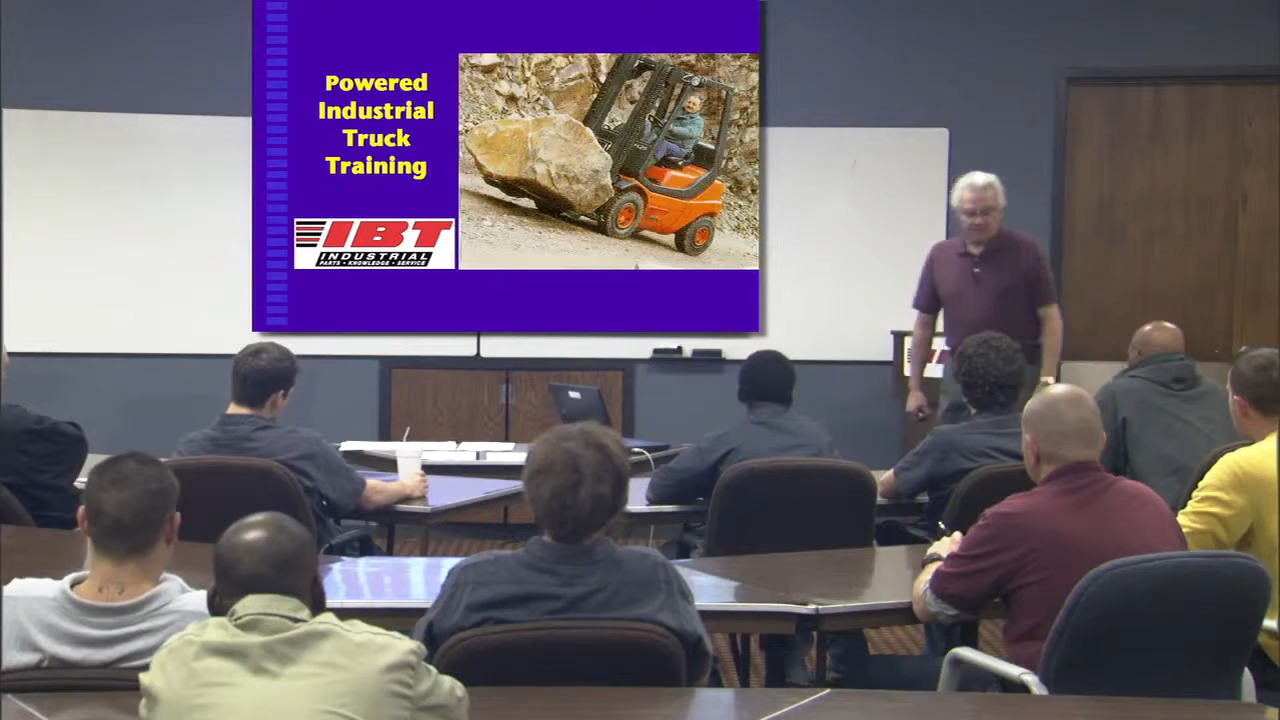 Powered
Industrial
Truck
Training
IBT
INDUSTRIAL
PARTS • KNOWLEDGE • SERVICE